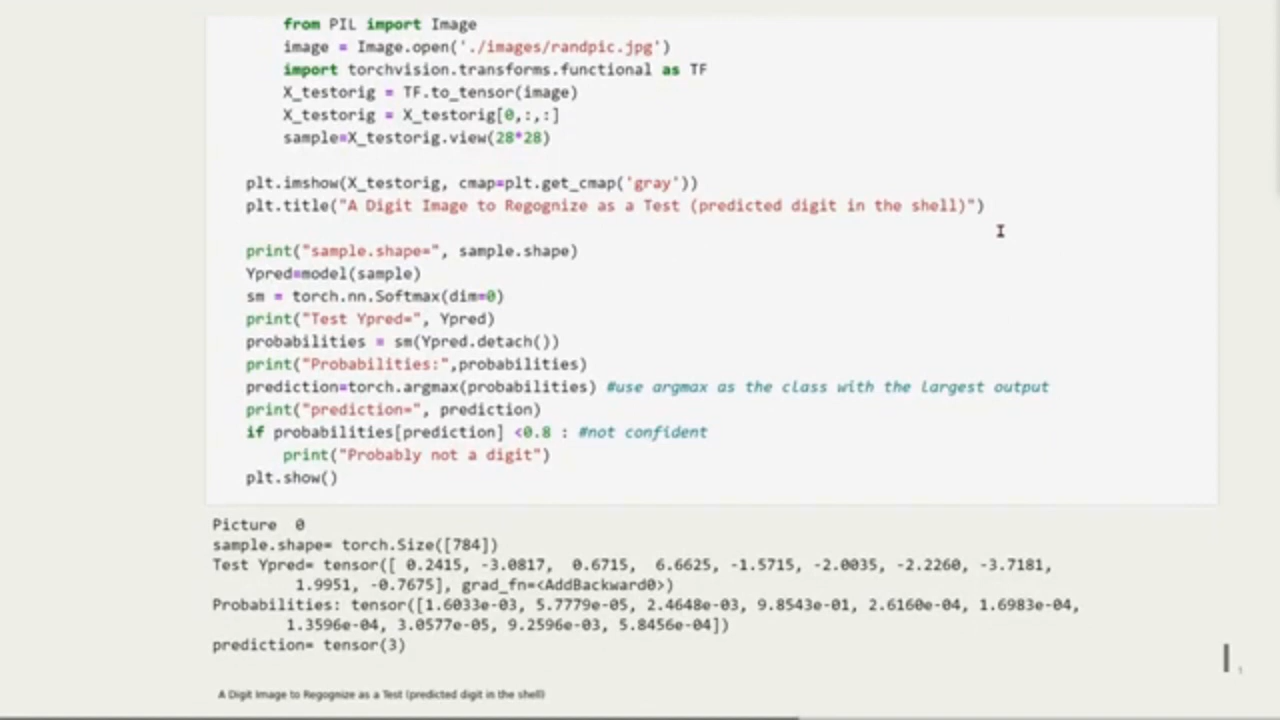 from PIL import Image
image = Image.open('./images/randpic.jpg')
import torchvision.transforms.functional as TF
X_testorig = TF.to_tensor(image)
X_testorig = X_testorig[0,:,:]
sample=X_testorig.view(28*28)
plt.imshow(X_testorig, cmap=plt.get_cmap('gray'))
plt.title("A Digit Image to Regognize as a Test (predicted digit in the shell)")
print("sample.shape=", sample.shape)
Ypred=model(sample)
sm = torch.nn.Softmax(dim=0)
print("Test Ypred=", Ypred)
probabilities = sm(Ypred.detach())
print("Probabilities:",probabilities)
prediction=torch.argmax(probabilities) #use argmax as the class with the largest output
print("prediction=", prediction)
if probabilities[prediction] <0.8 : #not confident
print("Probably not a digit")
plt.show()
Picture  0
sample.shape= torch.Size([784])
Test Ypred= tensor([ 0.2415, -3.0817,  0.6715,  6.6625, -1.5715, -2.0035, -2.2260, -3.7181,
1.9951, -0.7675], grad_fn=<AddBackward0>)
Probabilities: tensor([1.6033e-03, 5.7779e-05, 2.4648e-03, 9.8543e-01, 2.6160e-04, 1.6983e-04,
1.3596e-04, 3.0577e-05, 9.2596e-03, 5.8456e-04])
prediction= tensor(3)
A Digit Image to Regognize as a Test (predicted digit in the shell)